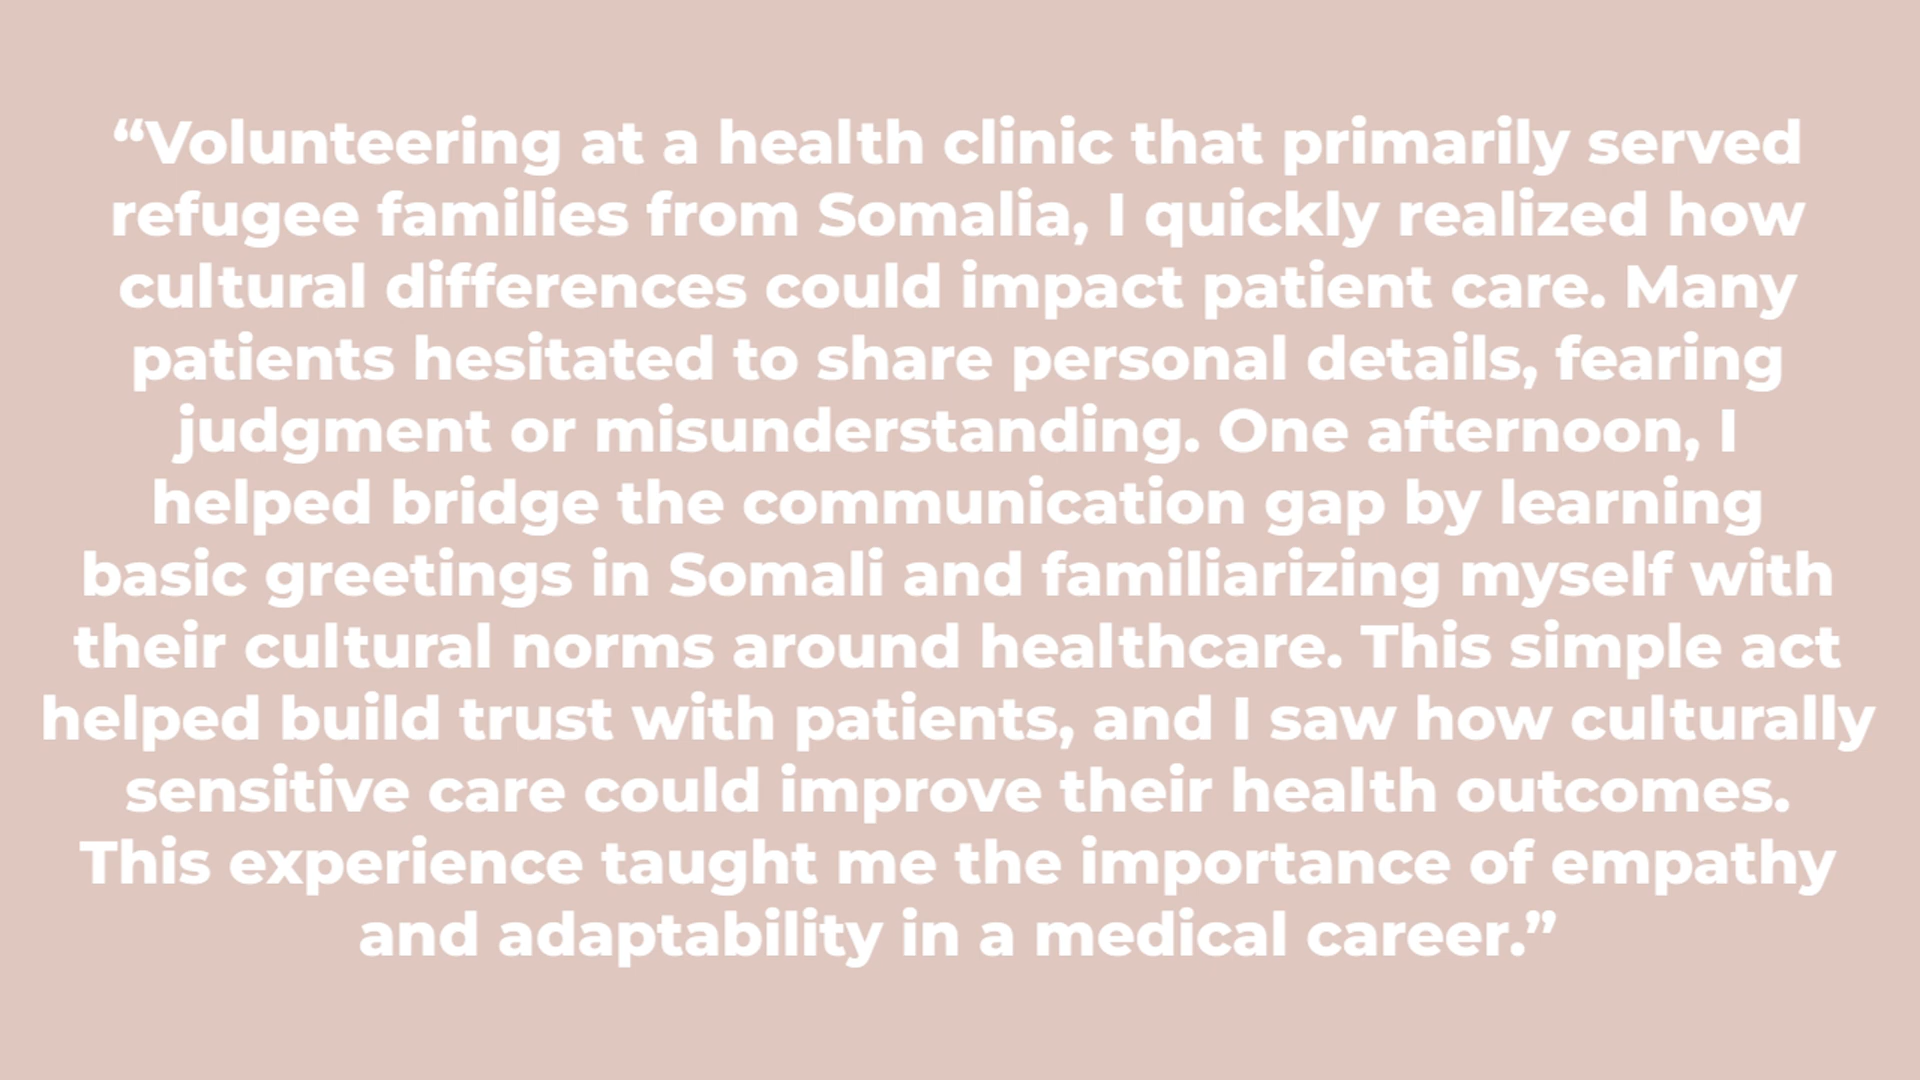 “Volunteering at a health clinic that primarily served
refugee families from Somalia, I quickly realized how
cultural differences could impact patient care. Many
patients hesitated to share personal details, fearing
judgment or misunderstanding. One afternoon, I
helped bridge the communication gap by learning
basic greetings in Somali and familiarizing myself with
their cultural norms around healthcare. This simple act
helped build trust with patients, and I saw how culturally
sensitive care could improve their health outcomes.
This experience taught me the importance of empathy
and adaptability in a medical career.”